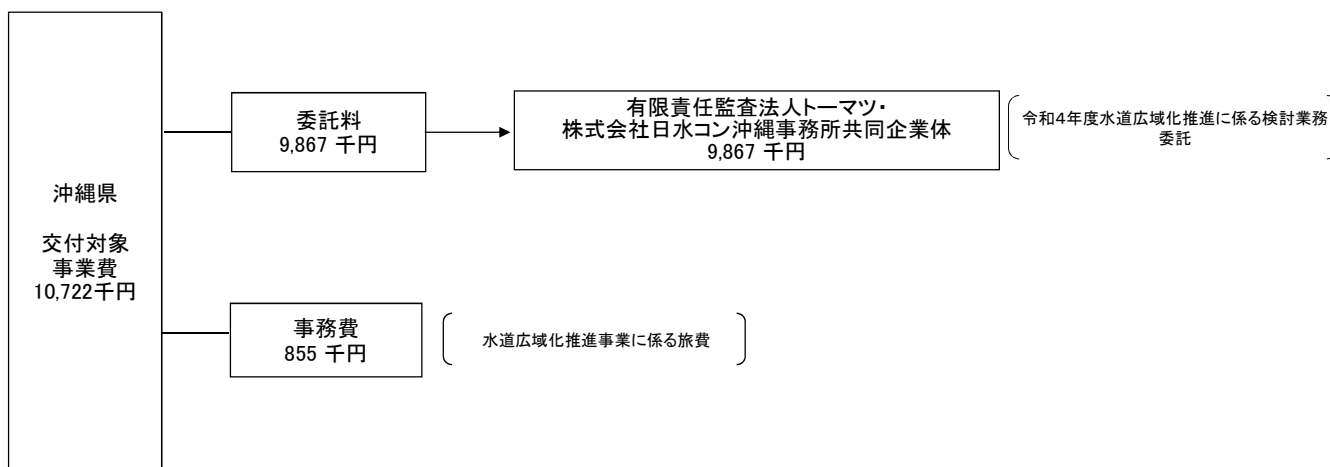 沖縄県
交付対象
事業費
10,722千円
委託料
9,867 千円
有限責任監査法人トーマツ・
株式会社日水コン沖縄事務所共同企業体
9,867 千円
令和4年度水道広域化推進に係る検討業務
委託
事務費
855 千円
水道広域化推進事業に係る旅費